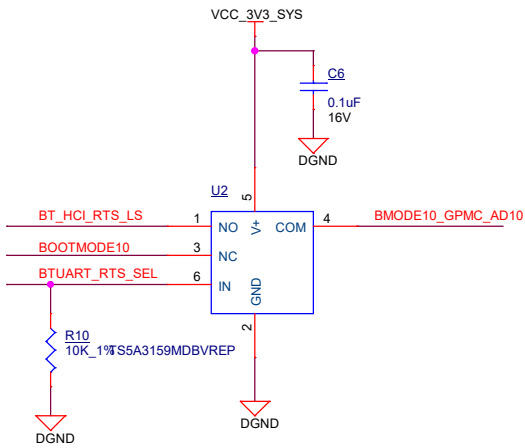 VCC_3V3_SYS
C6
0.1uF
16V
DGND
U2
5
BT_HCI_RTS_LS
1
NO
V+
COM
4
BMODE10_GPMC_AD10
BOOTMODE10
3
NC
BTUART_RTS_SEL
6
IN
GND
2
R10
10K_1%
TS5A3159MDBVREP
DGND
DGND